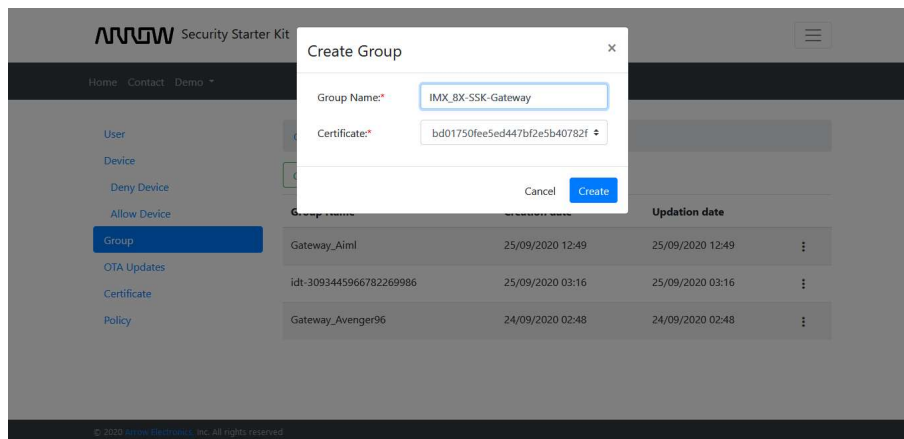 ARROW Security Starter Kit
Home Contact Demo
Create Group ×
Group Name:* IMX_8X-SSK-Gateway
Certificate:* bd01750fee5ed447bf2e5b40782f
Cancel Create
User
Device
Deny Device
Allow Device
Group
OTA Updates
Certificate
Policy
Group Name Creation date Updation date
Gateway_Aiml 25/09/2020 12:49 25/09/2020 12:49
idt-3093445966782269986 25/09/2020 03:16 25/09/2020 03:16
Gateway_Avenger96 24/09/2020 02:48 24/09/2020 02:48
© 2020 Arrow Electronics, Inc. All rights reserved